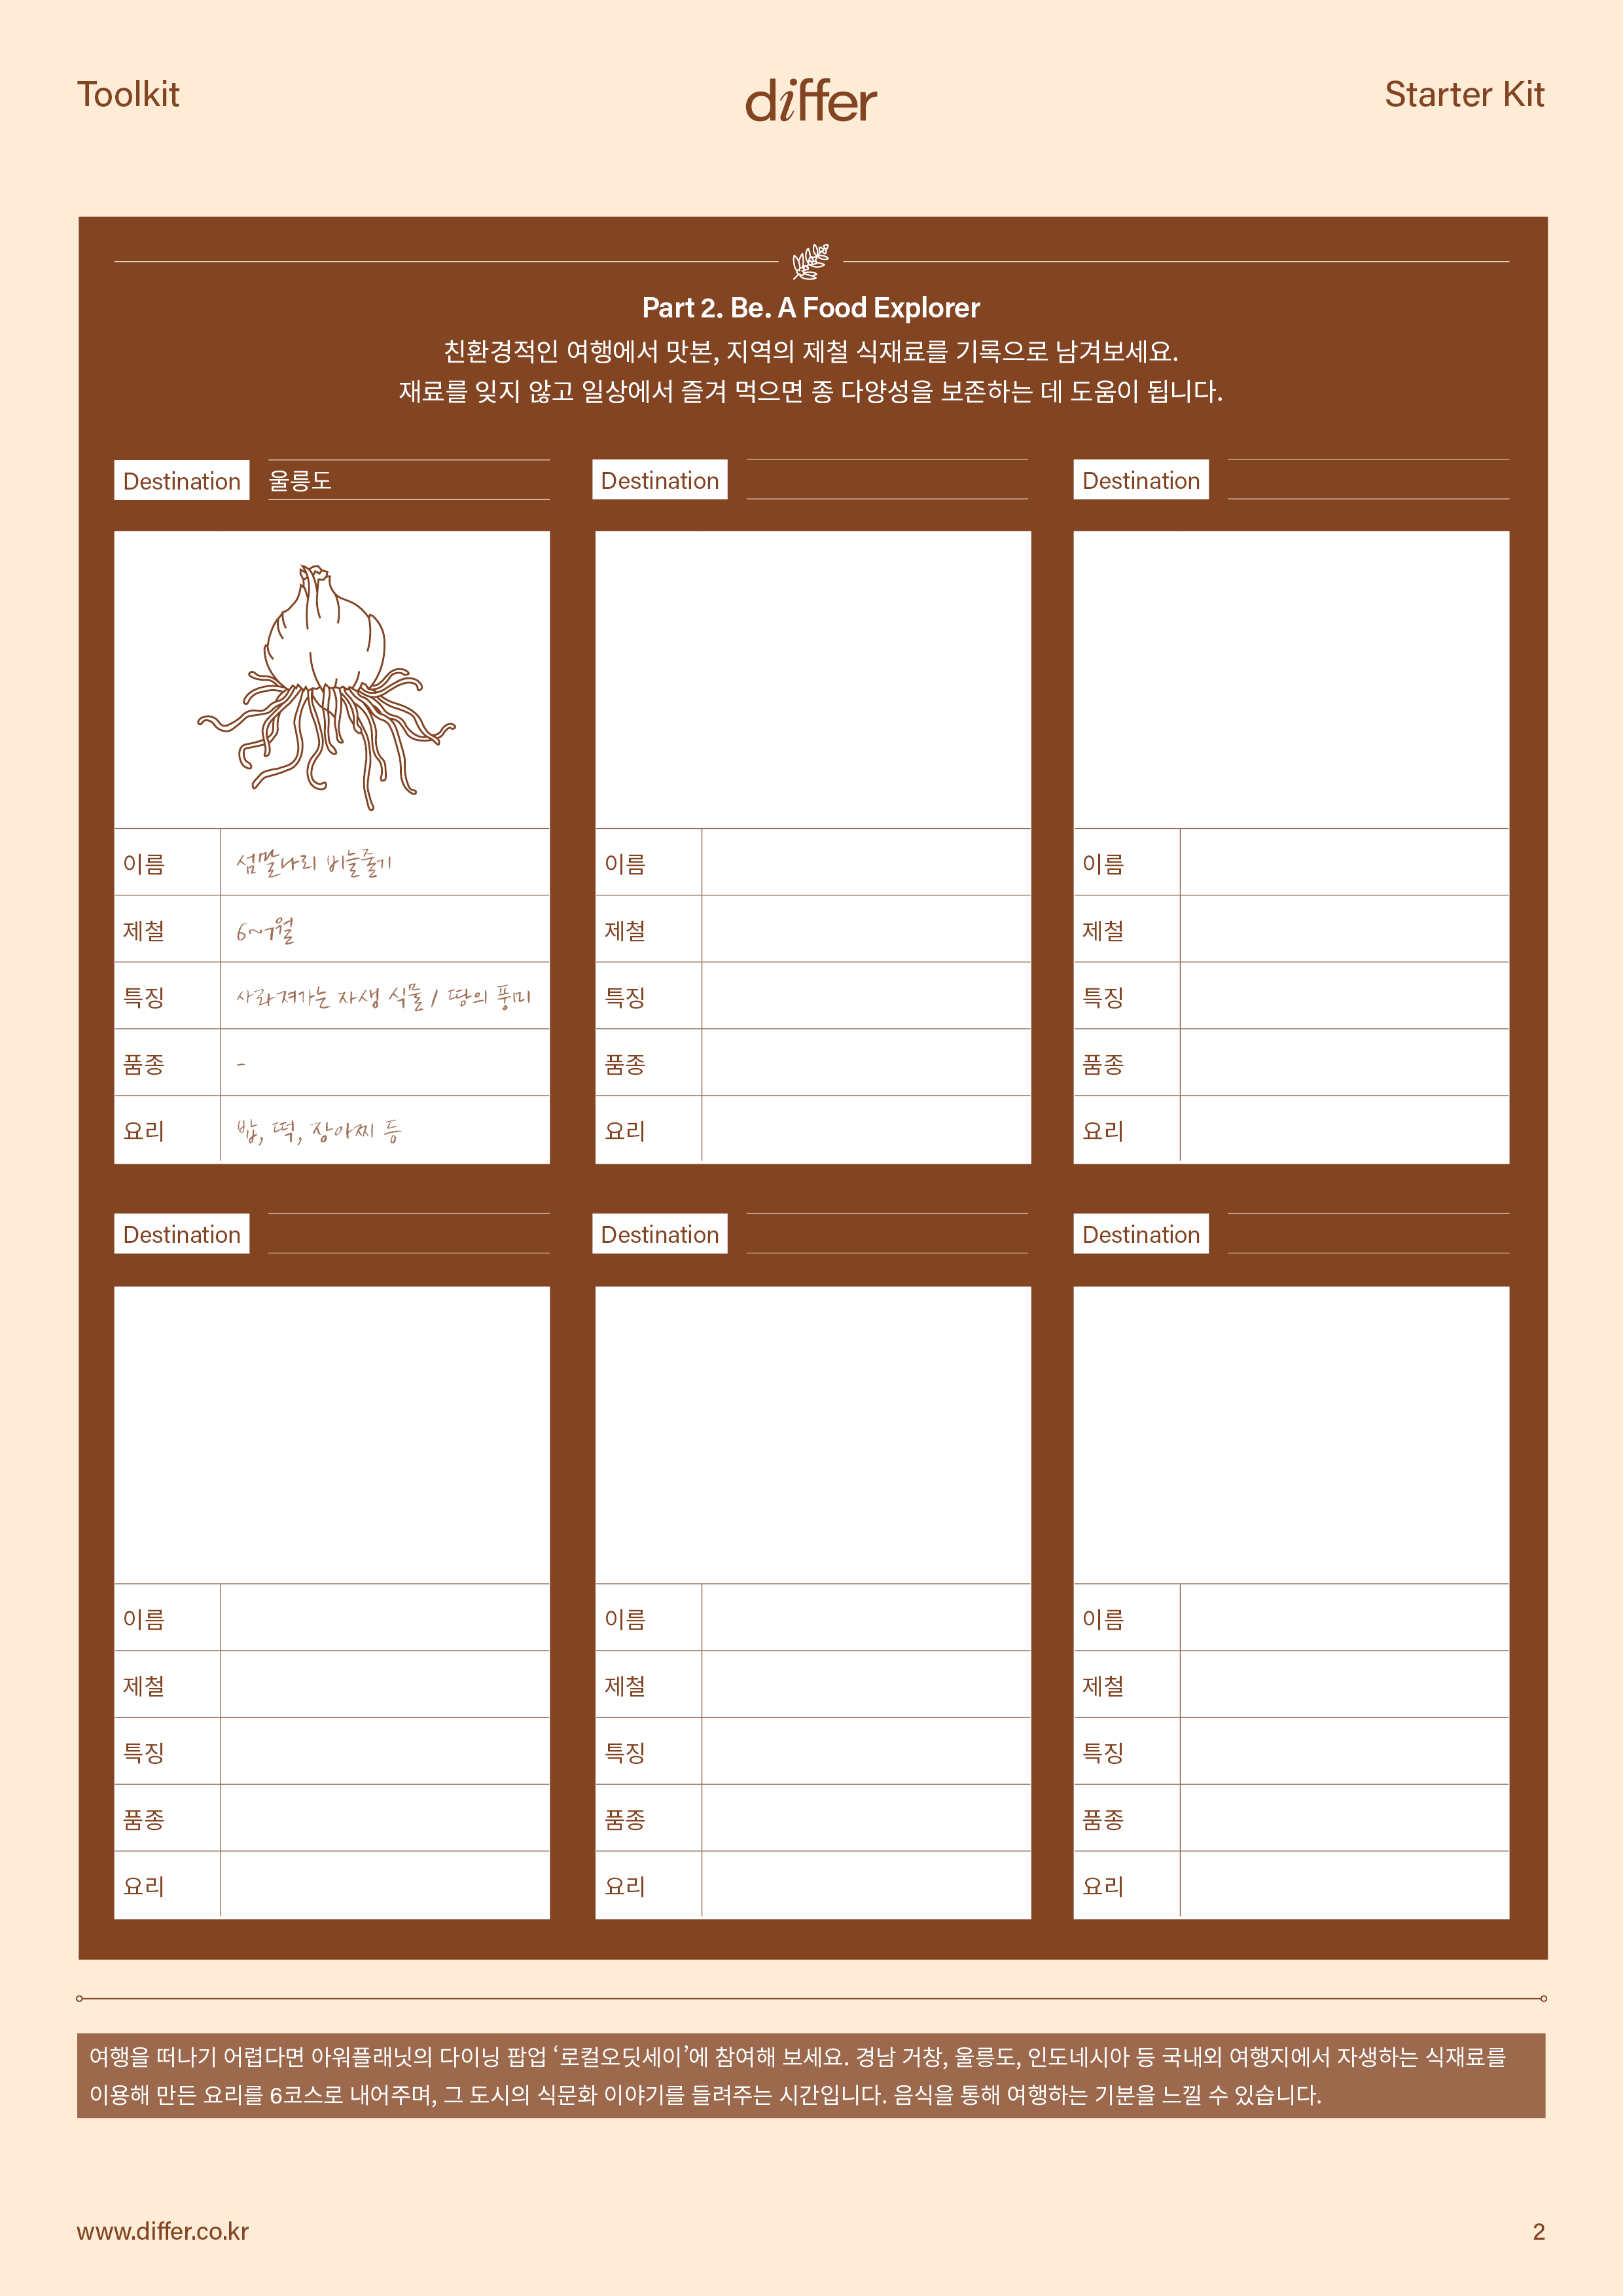 Toolkit
differ
Starter Kit
Part 2. Be. A Food Explorer
친환경적인 여행에서 맛본, 지역의 제철 식재료를 기록으로 남겨보세요.
재료를 잊지 않고 일상에서 즐겨 먹으면 종 다양성을 보존하는 데 도움이 됩니다.
Destination 울릉도
Destination
Destination
이름 섬말나리 비늘줄기
제철 6~7월
특징 사라져가는 자생 식물 / 땅의 풍미
품종 -
요리 밥, 떡, 장아찌 등
이름
제철
특징
품종
요리
이름
제철
특징
품종
요리
Destination
Destination
Destination
이름
제철
특징
품종
요리
이름
제철
특징
품종
요리
이름
제철
특징
품종
요리
여행을 떠나기 어렵다면 아워플래닛의 다이닝 팝업 ‘로컬오딧세이’에 참여해 보세요. 경남 거창, 울릉도, 인도네시아 등 국내외 여행지에서 자생하는 식재료를
이용해 만든 요리를 6코스로 내어주며, 그 도시의 식문화 이야기를 들려주는 시간입니다. 음식을 통해 여행하는 기분을 느낄 수 있습니다.
www.differ.co.kr
2